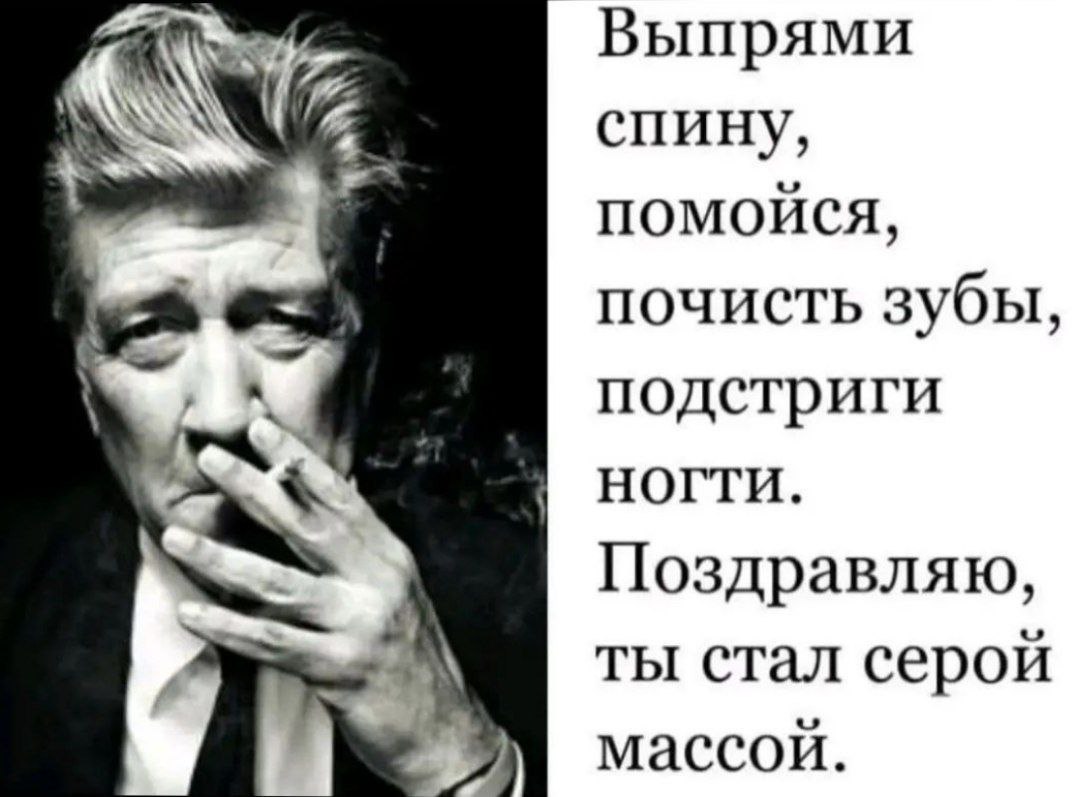 Выпрями
спину,
помойся,
почисть зубы,
подстриги
ногти.
Поздравляю,
ты стал серой
массой.